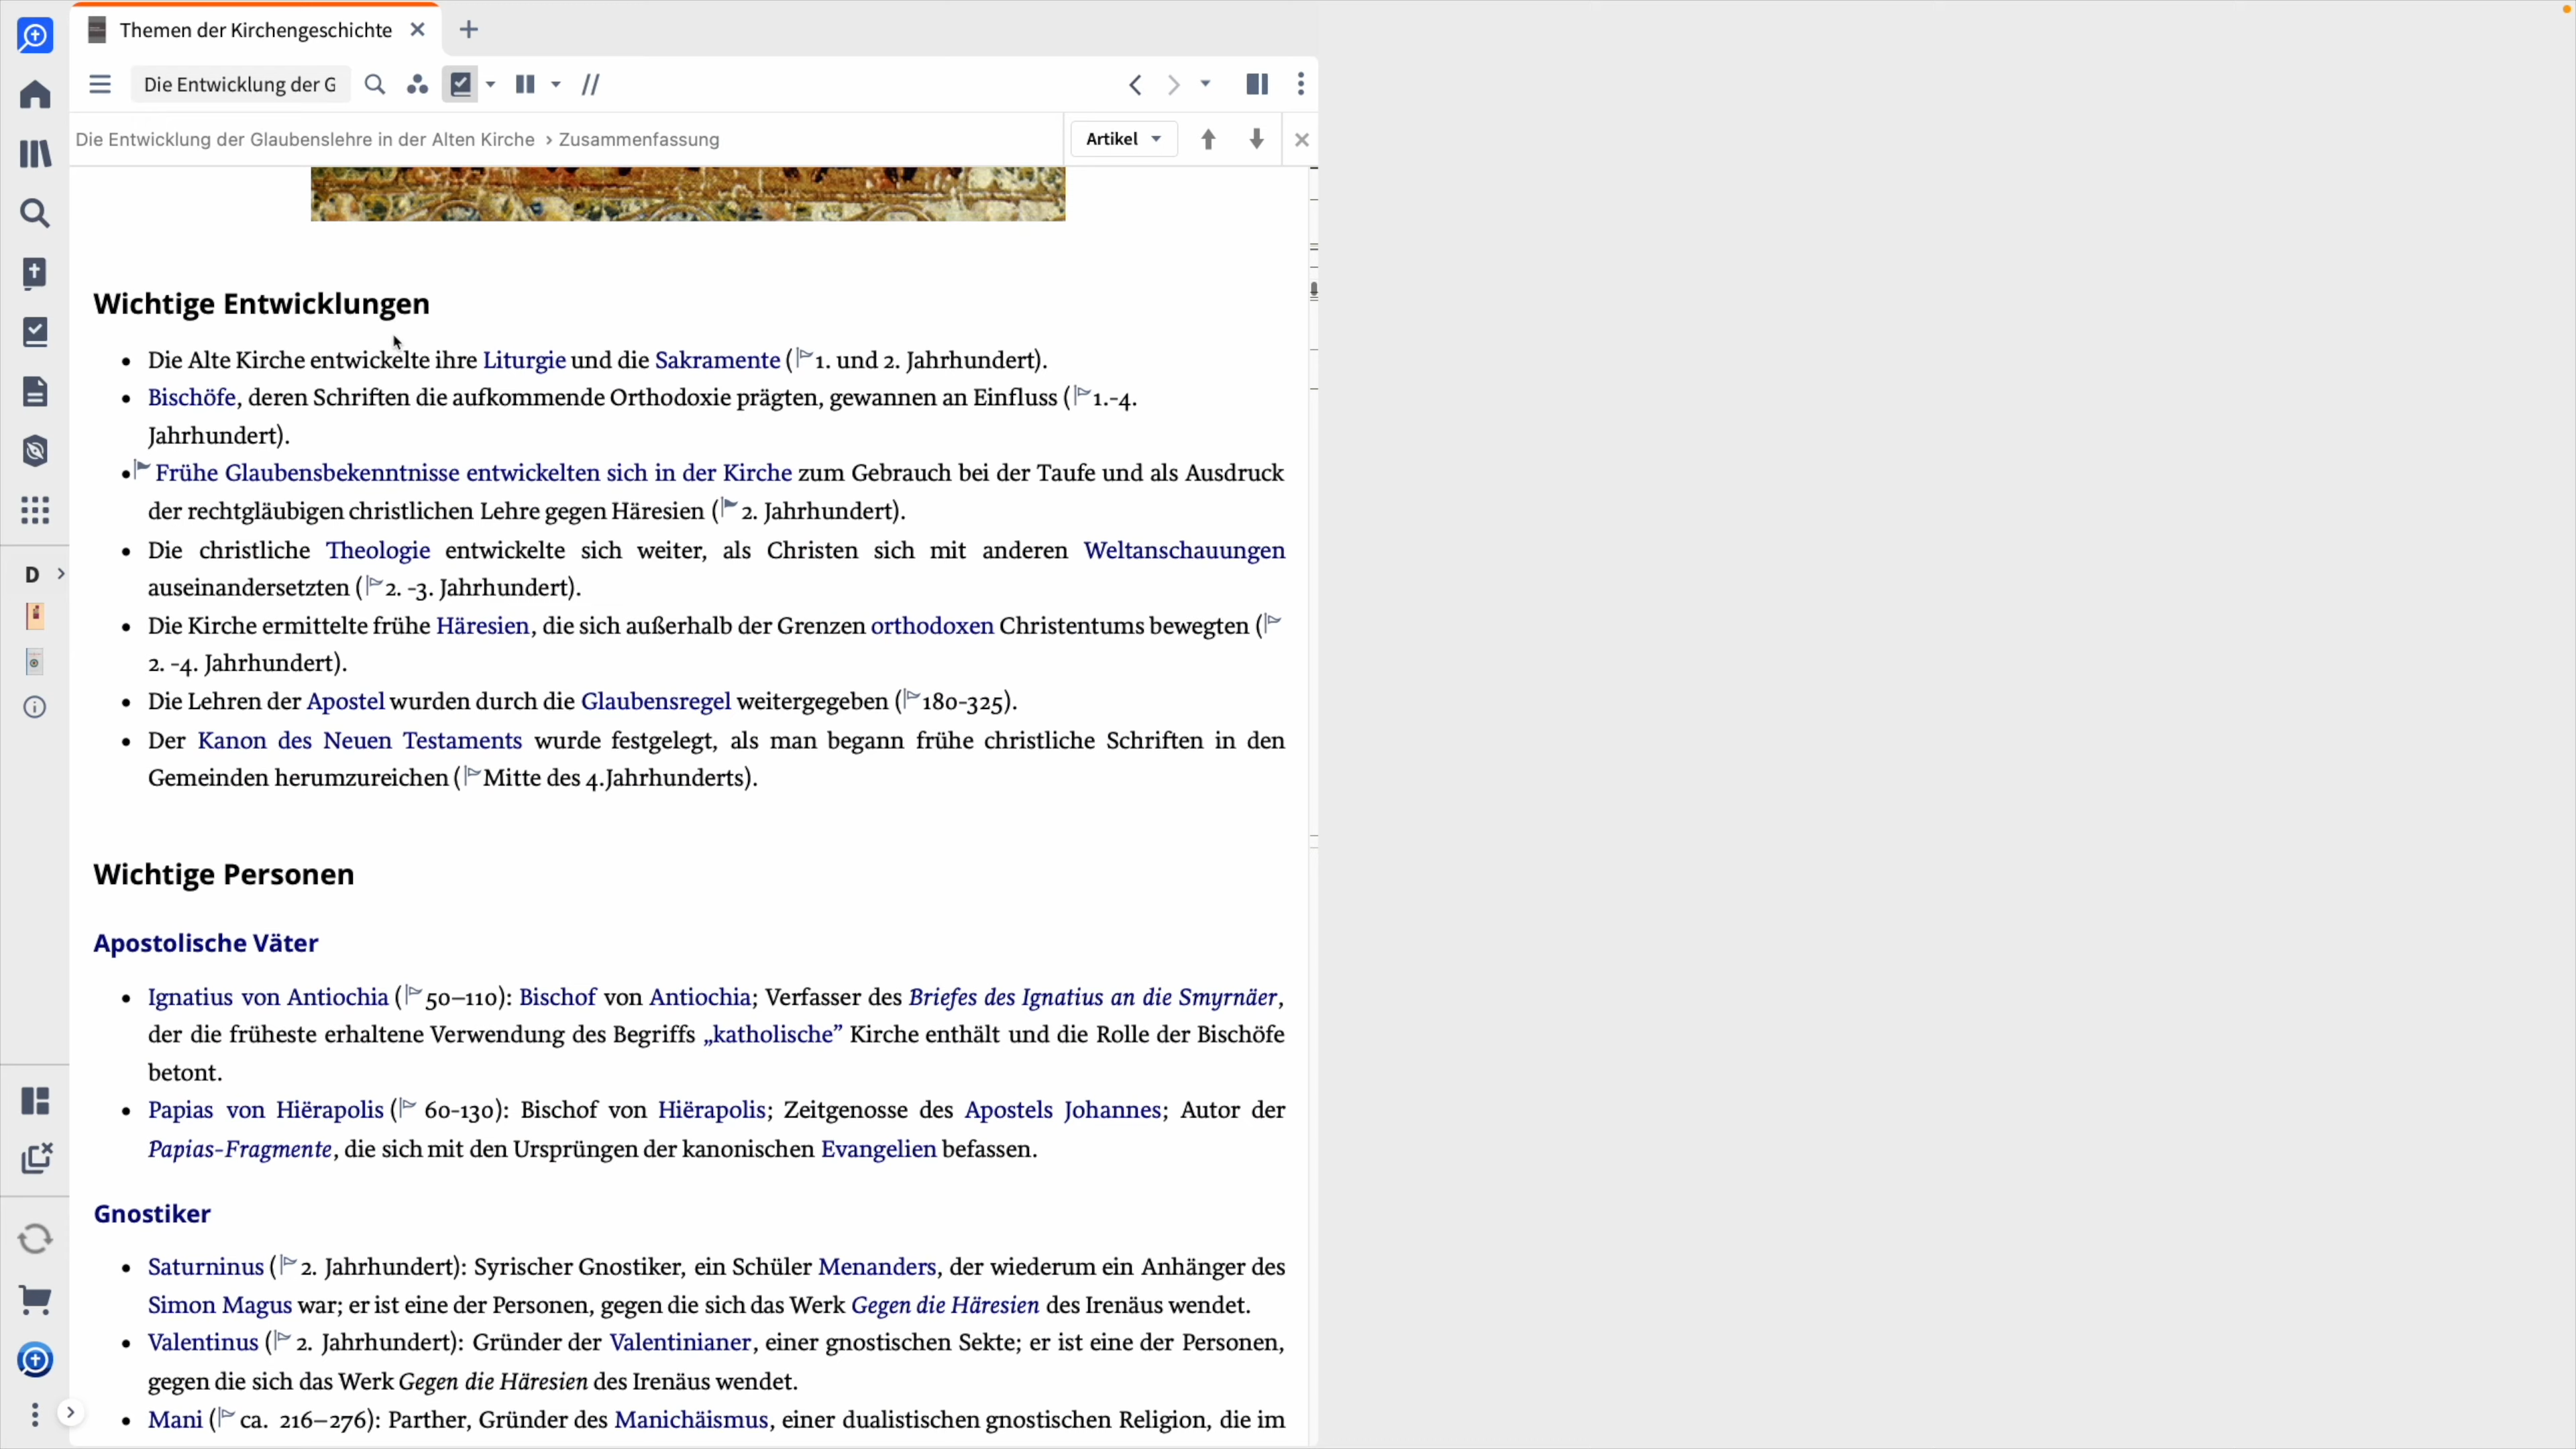 Themen der Kirchengeschichte
Die Entwicklung der G
Die Entwicklung der Glaubenslehre in der Alten Kirche › Zusammenfassung
Artikel
Wichtige Entwicklungen
• Die Alte Kirche entwickelte ihre Liturgie und die Sakramente (1. und 2. Jahrhundert).
• Bischöfe, deren Schriften die aufkommende Orthodoxie prägten, gewannen an Einfluss (1.-4.
Jahrhundert).
• Frühe Glaubensbekenntnisse entwickelten sich in der Kirche zum Gebrauch bei der Taufe und als Ausdruck
der rechtgläubigen christlichen Lehre gegen Häresien (2. Jahrhundert).
• Die christliche Theologie entwickelte sich weiter, als Christen sich mit anderen Weltanschauungen
auseinandersetzten (2. -3. Jahrhundert).
• Die Kirche ermittelte frühe Häresien, die sich außerhalb der Grenzen orthodoxen Christentums bewegten (
2. -4. Jahrhundert).
• Die Lehren der Apostel wurden durch die Glaubensregel weitergegeben (180-325).
• Der Kanon des Neuen Testaments wurde festgelegt, als man begann frühe christliche Schriften in den
Gemeinden herumzureichen (Mitte des 4.Jahrhunderts).
D
Wichtige Personen
Apostolische Väter
• Ignatius von Antiochia (50–110): Bischof von Antiochia; Verfasser des Briefes des Ignatius an die Smyrnäer,
der die früheste erhaltene Verwendung des Begriffs „katholische” Kirche enthält und die Rolle der Bischöfe
betont.
• Papias von Hiërapolis ( 60-130): Bischof von Hiërapolis; Zeitgenosse des Apostels Johannes; Autor der
Papias-Fragmente, die sich mit den Ursprüngen der kanonischen Evangelien befassen.
Gnostiker
• Saturninus (2. Jahrhundert): Syrischer Gnostiker, ein Schüler Menanders, der wiederum ein Anhänger des
Simon Magus war; er ist eine der Personen, gegen die sich das Werk Gegen die Häresien des Irenäus wendet.
• Valentinus ( 2. Jahrhundert): Gründer der Valentinianer, einer gnostischen Sekte; er ist eine der Personen,
gegen die sich das Werk Gegen die Häresien des Irenäus wendet.
• Mani ( ca. 216–276): Parther, Gründer des Manichäismus, einer dualistischen gnostischen Religion, die im